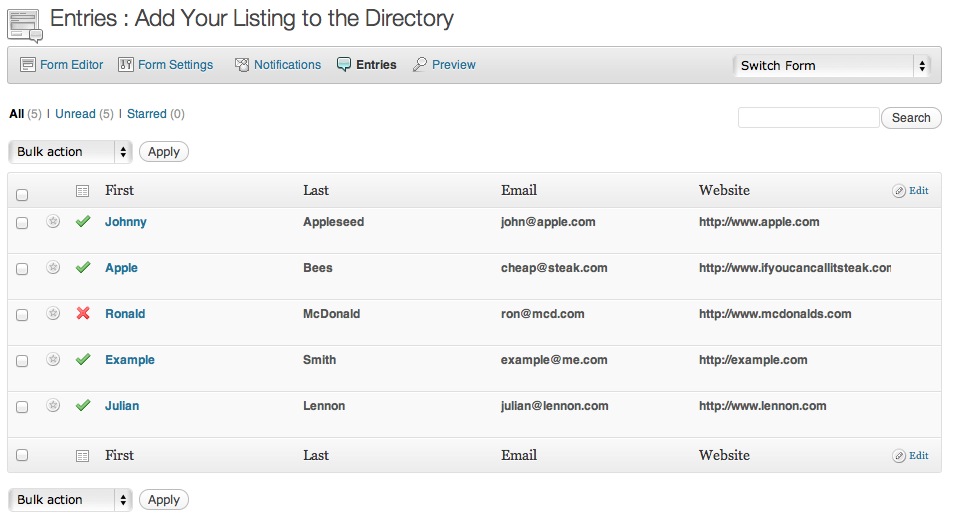 Entries : Add Your Listing to the Directory
Form Editor Form Settings Notifications Entries Preview Switch Form
All (5) | Unread (5) | Starred (0)
Search
Bulk action Apply
First Last Email Website Edit
Johnny Appleseed john@apple.com http://www.apple.com
Apple Bees cheap@steak.com http://www.ifyoucancallitsteak.com
Ronald McDonald ron@mcd.com http://www.mcdonalds.com
Example Smith example@me.com http://example.com
Julian Lennon julian@lennon.com http://www.lennon.com
First Last Email Website Edit
Bulk action Apply